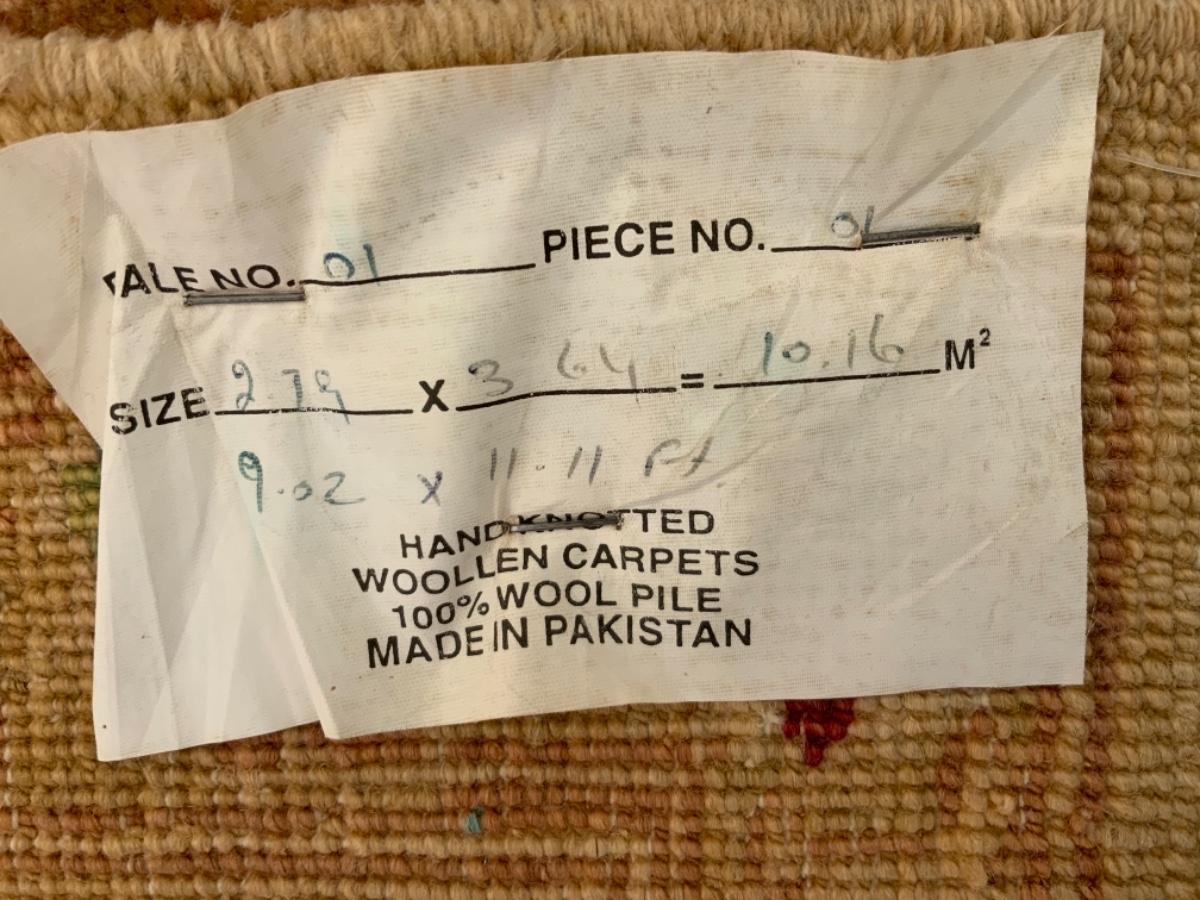 ALE NO. 01 PIECE NO. 01
SIZE 2.79 X 3 64 = 10.16 M²
9.02 x 11.11 Ft
HAND KNOTTED
WOOLLEN CARPETS
100% WOOL PILE
MADE IN PAKISTAN